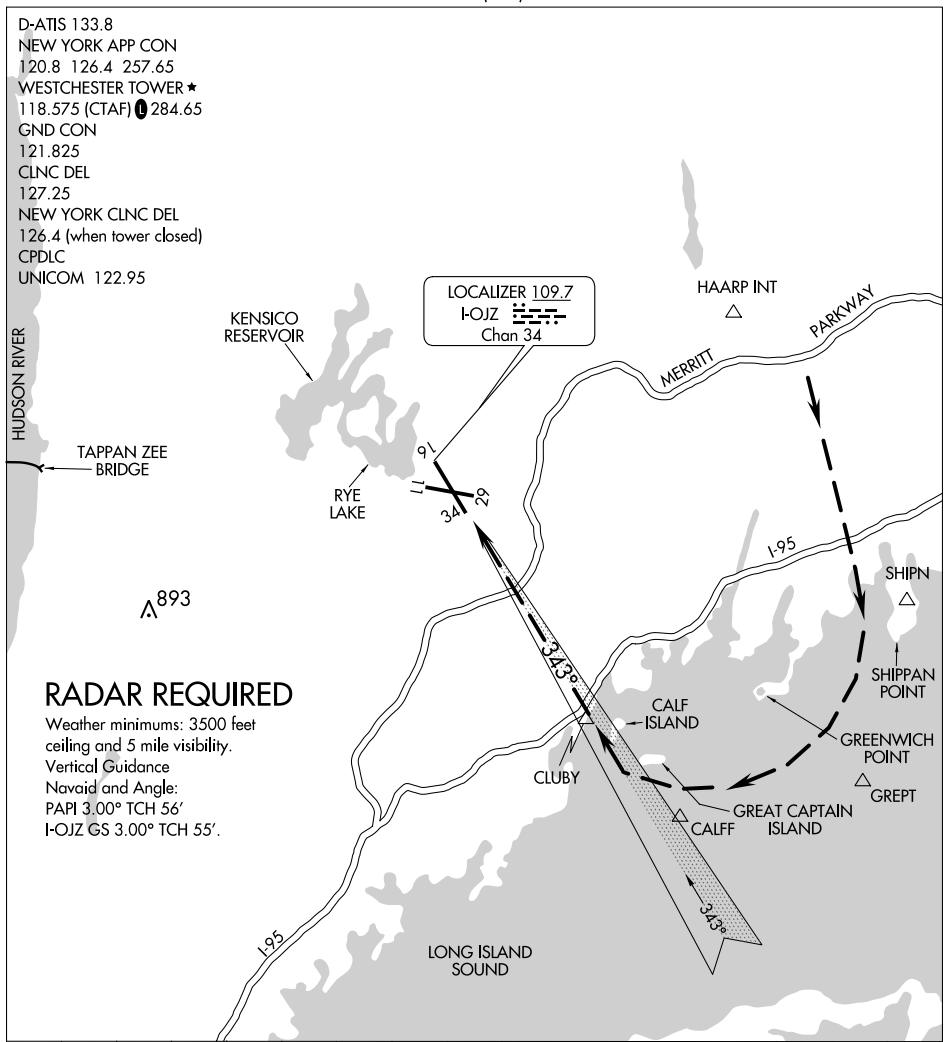 D-ATIS 133.8
NEW YORK APP CON
120.8 126.4 257.65
WESTCHESTER TOWER ★
118.575 (CTAF) L 284.65
GND CON
121.825
CLNC DEL
127.25
NEW YORK CLNC DEL
126.4 (when tower closed)
CPDLC
UNICOM 122.95
HUDSON RIVER
TAPPAN ZEE
BRIDGE
KENSICO
RESERVOIR
RYE
LAKE
LOCALIZER 109.7
I-OJZ
Chan 34
HAARP INT
MERRITT
PARKWAY
16
11
29
34
I-95
SHIPN
SHIPPAN
POINT
893
343°
CALF
ISLAND
GREENWICH
POINT
CLUBY
GREPT
CALFF
GREAT CAPTAIN
ISLAND
RADAR REQUIRED
Weather minimums: 3500 feet
ceiling and 5 mile visibility.
Vertical Guidance
Navaid and Angle:
PAPI 3.00° TCH 56'
I-OJZ GS 3.00° TCH 55'.
343°
I-95
LONG ISLAND
SOUND